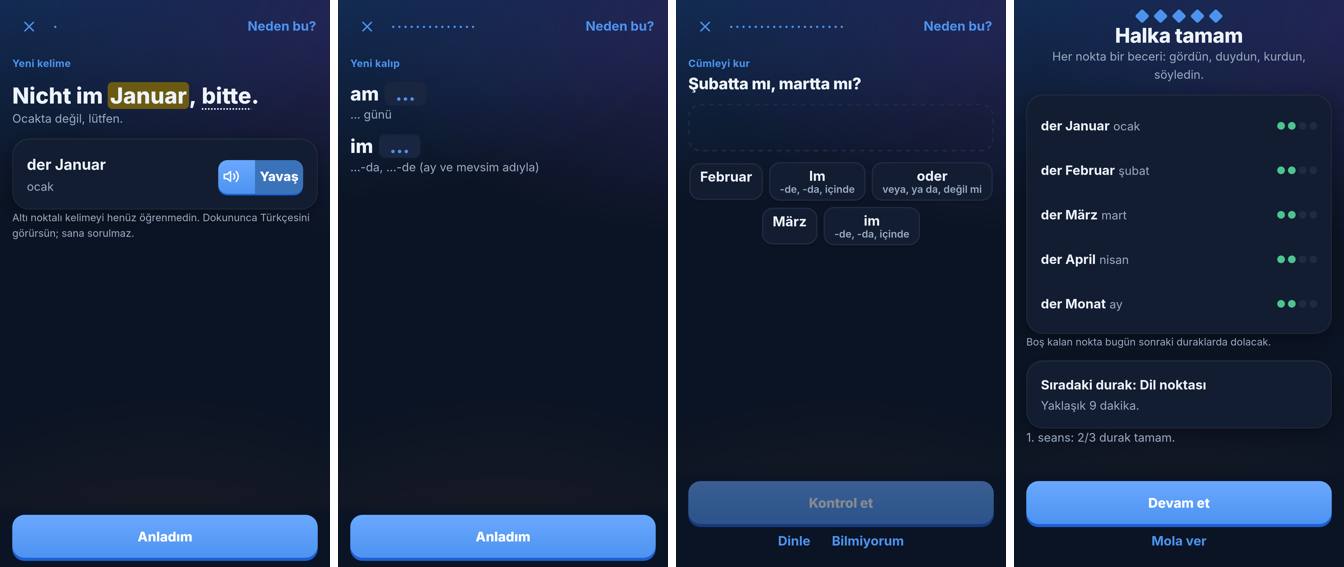 Neden bu?
Yeni kelime
Nicht im Januar, bitte.
Ocakta değil, lütfen.
der Januar
ocak
Yavaş
Altı noktalı kelimeyi henüz öğrenmedin. Dokununca Türkçesini
görürsün; sana sorulmaz.
Anladım
Neden bu?
Yeni kalıp
am ...
... günü
im ...
...-da, ...-de (ay ve mevsim adıyla)
Anladım
Neden bu?
Cümleyi kur
Şubatta mı, martta mı?
Februar
Im
-de, -da, içinde
oder
veya, ya da, değil mi
März
im
-de, -da, içinde
Kontrol et
Dinle Bilmiyorum
Halka tamam
Her nokta bir beceri: gördün, duydun, kurdun,
söyledin.
der Januar ocak
der Februar şubat
der März mart
der April nisan
der Monat ay
Boş kalan nokta bugün sonraki duraklarda dolacak.
Sıradaki durak: Dil noktası
Yaklaşık 9 dakika.
1. seans: 2/3 durak tamam.
Devam et
Mola ver